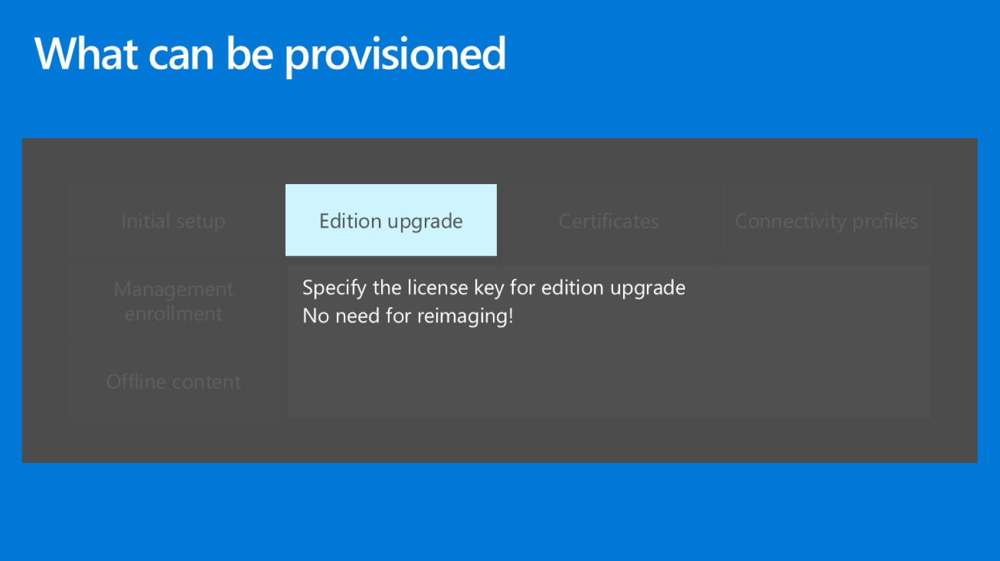 What can be provisioned
Initial setup
Edition upgrade
Certificates
Connectivity profiles
Management
enrollment
Specify the license key for edition upgrade
No need for reimaging!
Offline content